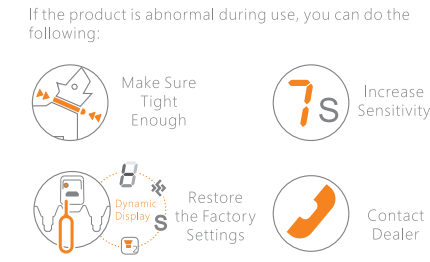 If the product is abnormal during use, you can do the
following:
Make Sure
Tight
Enough
7S
Increase
Sensitivity
8
Dynamic
Display
S
Restore
the Factory
Settings
Contact
Dealer